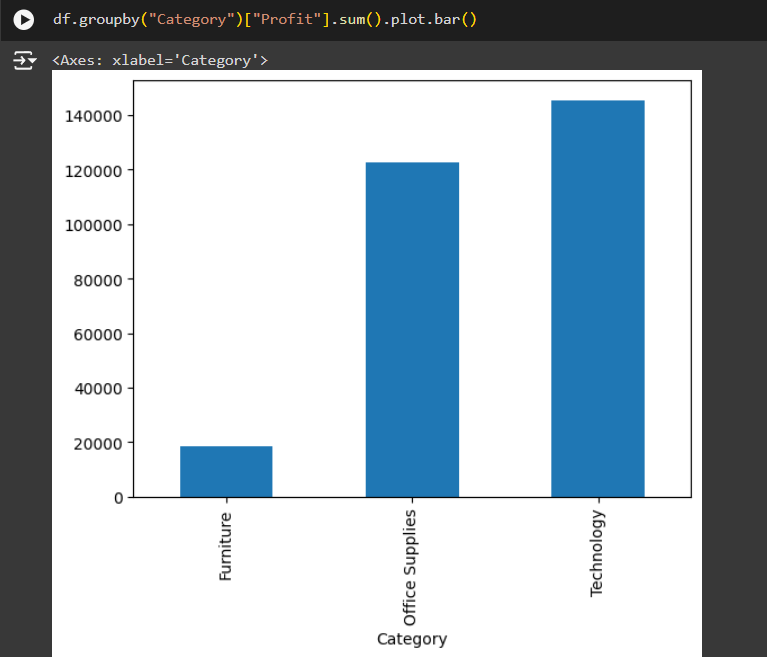 df.groupby("Category")["Profit"].sum().plot.bar()
<Axes: xlabel='Category'>
140000
120000
100000
80000
60000
40000
20000
0
Furniture
Office Supplies
Technology
Category